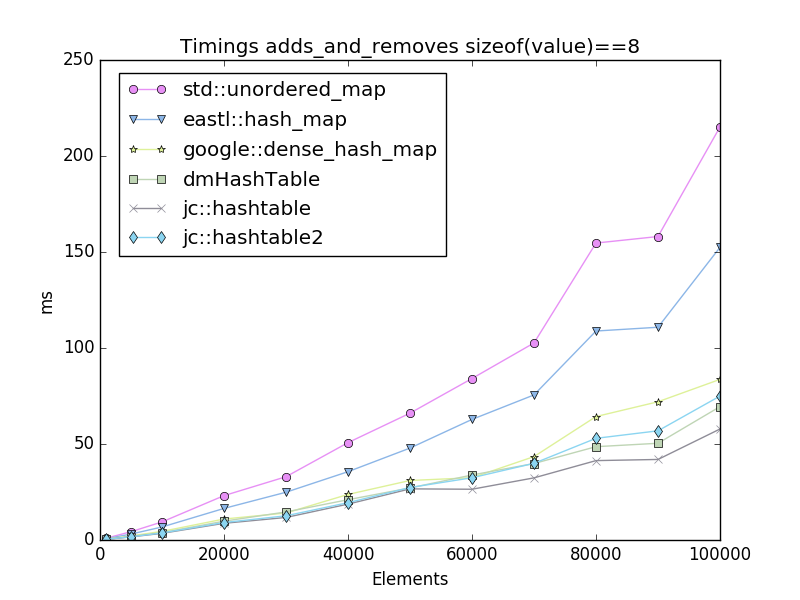 Timings adds_and_removes sizeof(value)==8
250
200
150
100
50
0
ms
std::unordered_map
eastl::hash_map
google::dense_hash_map
dmHashTable
jc::hashtable
jc::hashtable2
0 20000 40000 60000 80000 100000
Elements